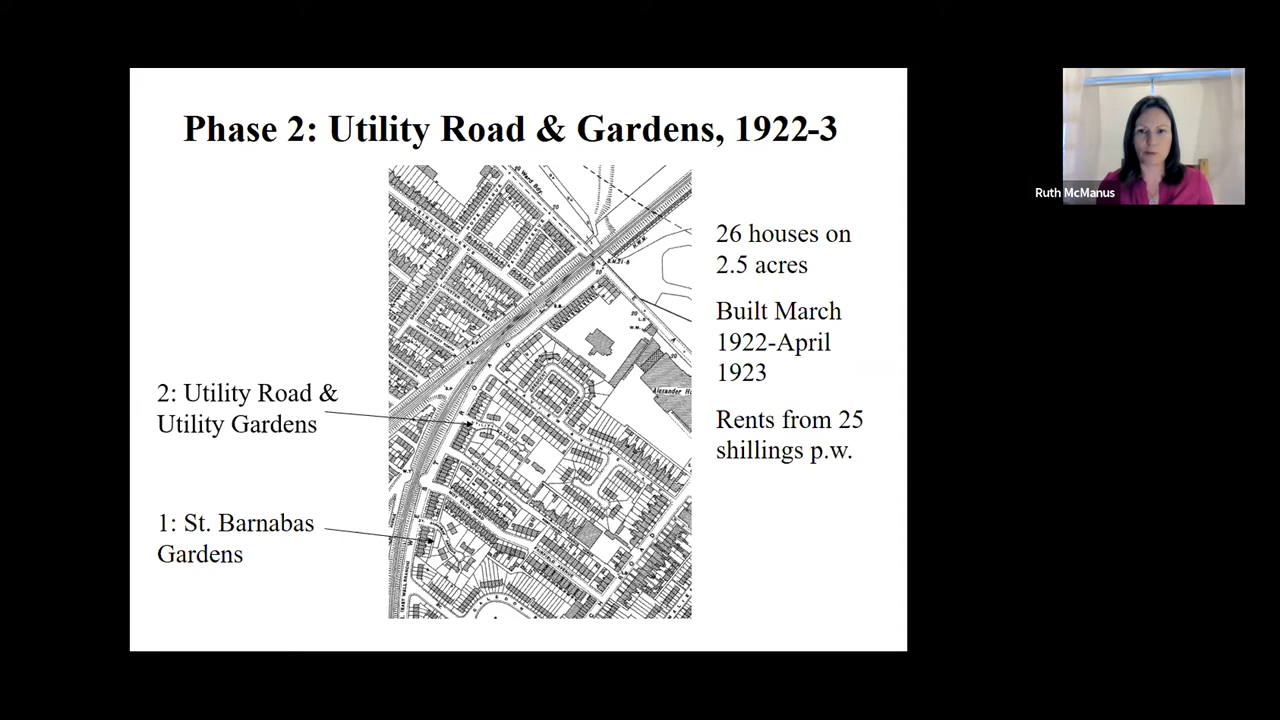 Phase 2: Utility Road & Gardens, 1922-3
26 houses on
2.5 acres
Built March
1922-April
1923
Rents from 25
shillings p.w.
2: Utility Road &
Utility Gardens
1: St. Barnabas
Gardens
Alexander
Ruth McManus